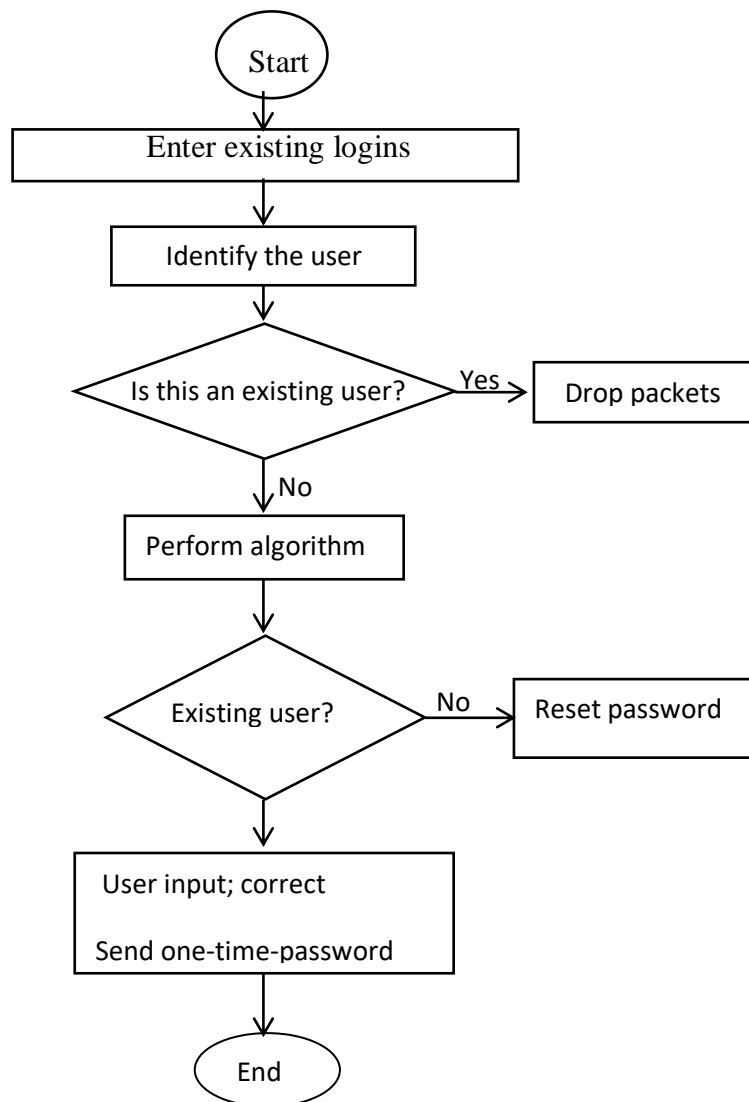 Start
Enter existing logins
Identify the user
Is this an existing user?
Yes
Drop packets
No
Perform algorithm
Existing user?
No
Reset password
User input; correct
Send one-time-password
End